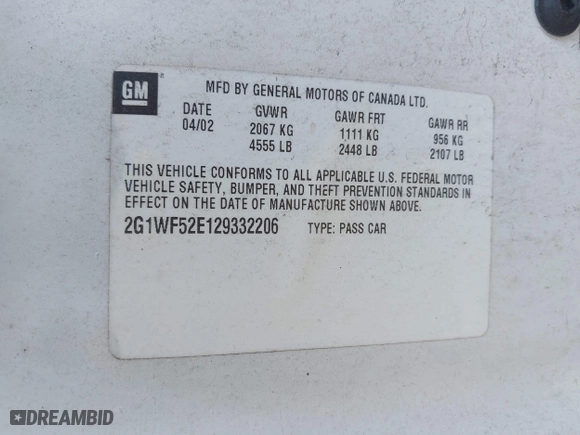 GM ®
MFD BY GENERAL MOTORS OF CANADA LTD.
DATE GVWR GAWR FRT GAWR RR
04/02 2067 KG 1111 KG 956 KG
4555 LB 2448 LB 2107 LB
THIS VEHICLE CONFORMS TO ALL APPLICABLE U.S. FEDERAL MOTOR
VEHICLE SAFETY, BUMPER, AND THEFT PREVENTION STANDARDS IN
EFFECT ON THE DATE OF MANUFACTURE SHOWN ABOVE.
2G1WF52E129332206 TYPE: PASS CAR
DREAMBID